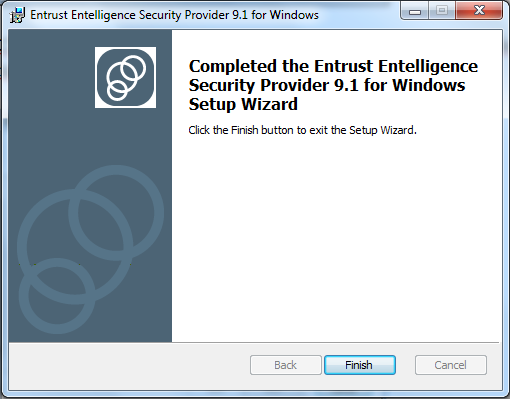 Entrust Entelligence Security Provider 9.1 for Windows
Completed the Entrust Entelligence
Security Provider 9.1 for Windows
Setup Wizard
Click the Finish button to exit the Setup Wizard.
Back
Finish
Cancel